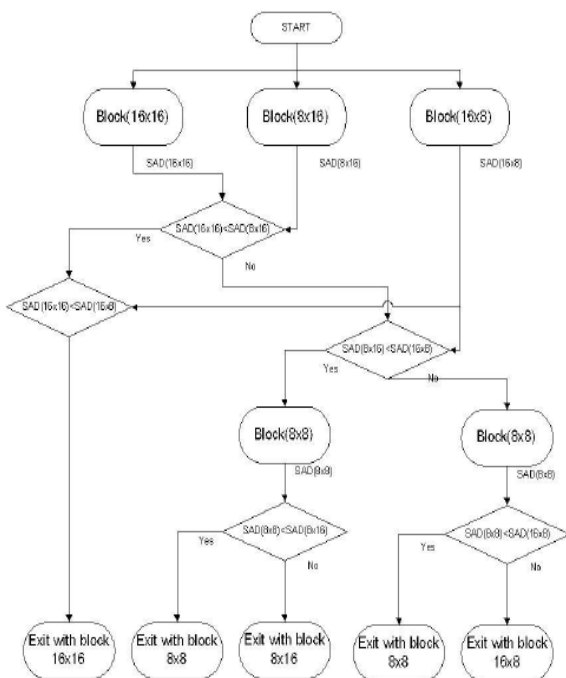 START
Block(16x16)
Block(8x16)
Block(16x8)
SAD(16x16)
SAD(8x16)
SAD(16x8)
SAD(16x16)<SAD(8x16)
Yes
No
SAD(16x16)<SAD(16x8)
SAD(8x16)<SAD(16x8)
Yes
No
Block(8x8)
Block(8x8)
SAD(8x8)
SAD(8x8)
SAD(8x8)<SAD(8x16)
SAD(8x8)<SAD(16x8)
Yes
No
Yes
No
Exit with block
16x16
Exit with block
8x8
Exit with block
8x16
Exit with block
8x8
Exit with block
16x8